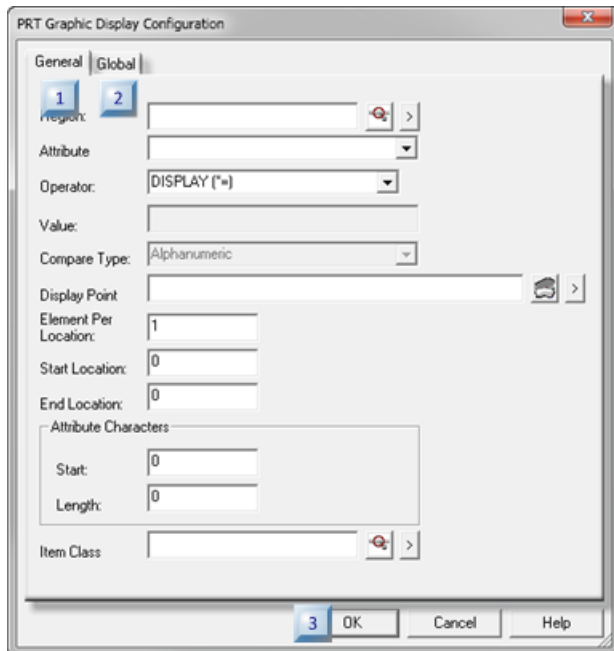 PRT Graphic Display Configuration
General Global
1 2
Region:
Attribute
Operator: DISPLAY (*=)
Value:
Compare Type: Alphanumeric
Display Point
Element Per
Location: 1
Start Location: 0
End Location: 0
Attribute Characters
Start: 0
Length: 0
Item Class
3 OK Cancel Help